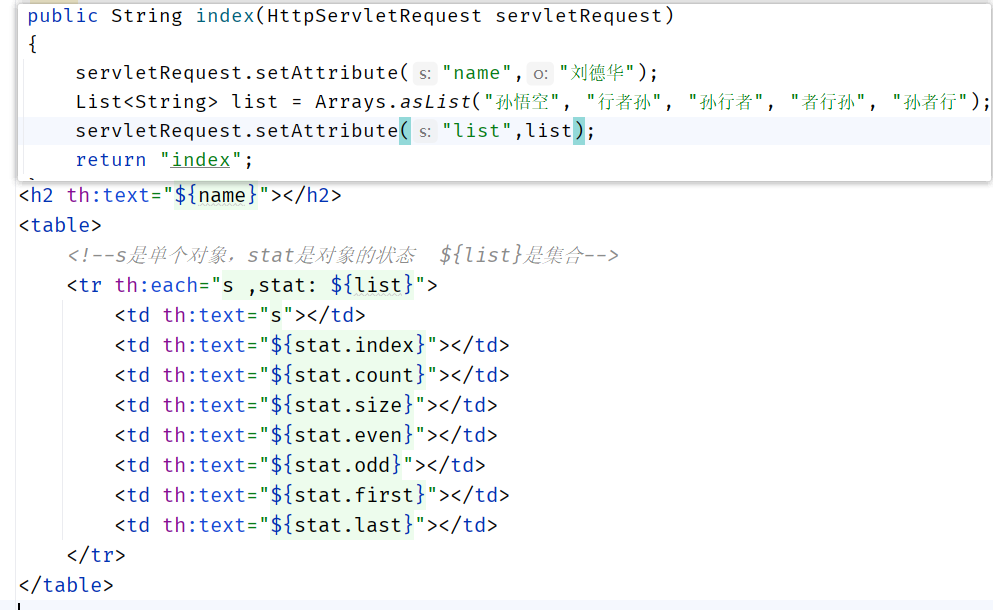 public String index(HttpServletRequest servletRequest)
{
servletRequest.setAttribute( s: "name", o: "刘德华");
List<String> list = Arrays.asList("孙悟空", "行者孙", "孙行者", "者行孙", "孙者行");
servletRequest.setAttribute( s: "list",list);
return "index";
<h2 th:text="${name}"></h2>
<table>
<!--s是单个对象，stat是对象的状态  ${list}是集合-->
<tr th:each="s ,stat: ${list}">
<td th:text="s"></td>
<td th:text="${stat.index}"></td>
<td th:text="${stat.count}"></td>
<td th:text="${stat.size}"></td>
<td th:text="${stat.even}"></td>
<td th:text="${stat.odd}"></td>
<td th:text="${stat.first}"></td>
<td th:text="${stat.last}"></td>
</tr>
</table>